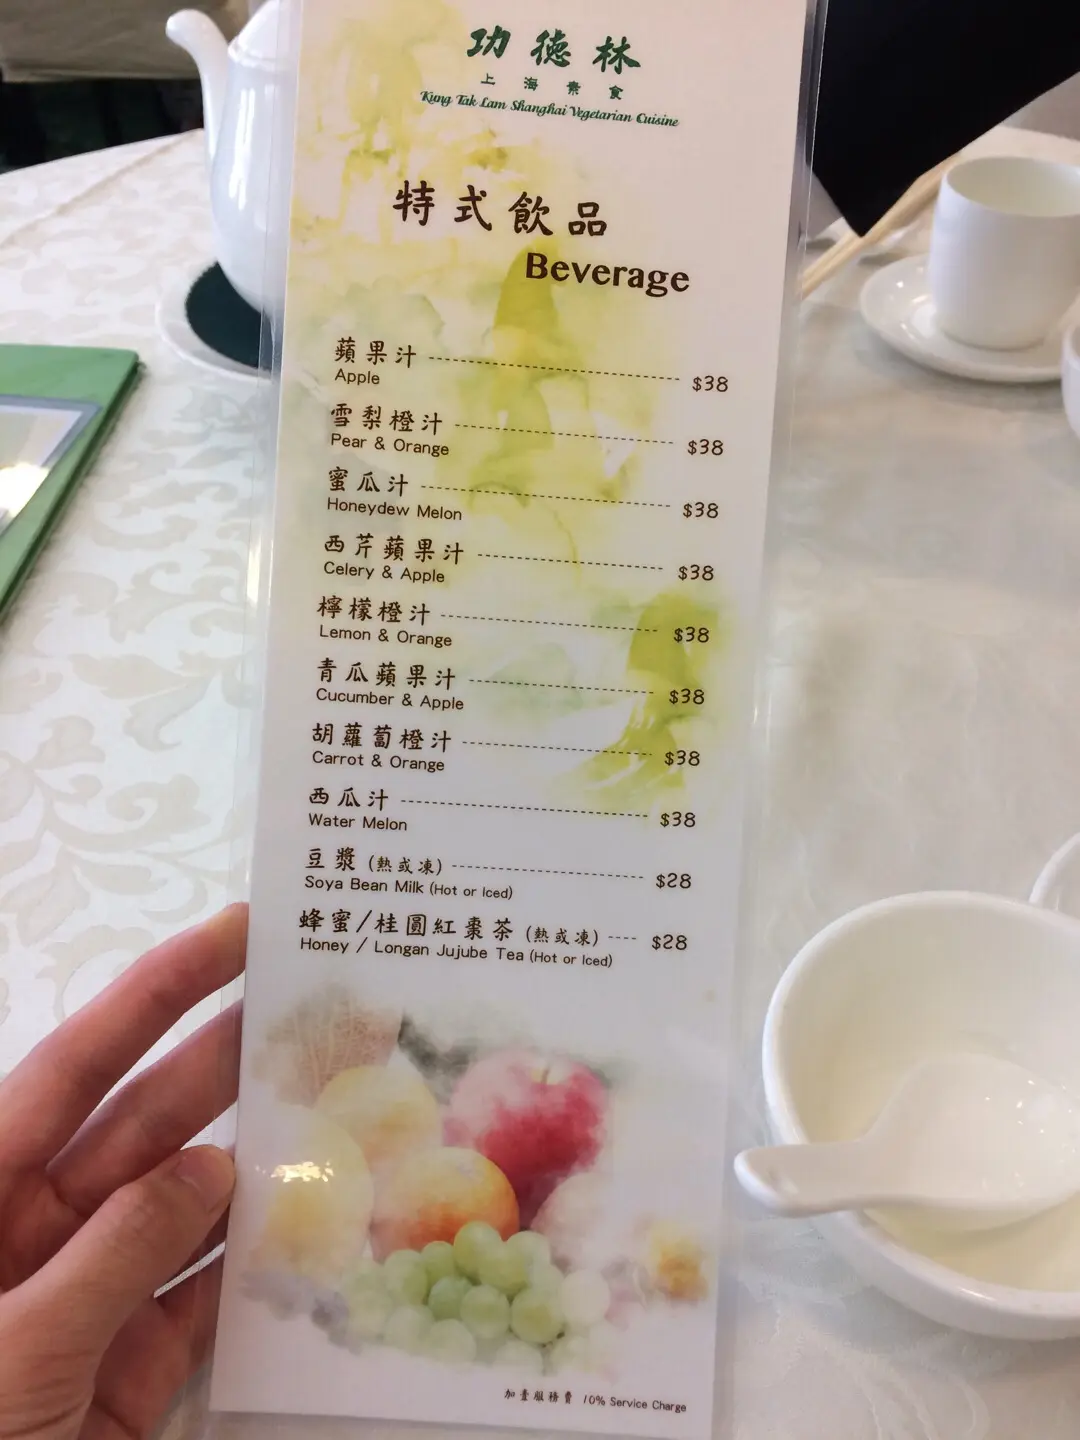 功德林
上海素食
Kung Tak Lam Shanghai Vegetarian Cuisine
特式飲品
Beverage
蘋果汁 $38
Apple
雪梨橙汁 $38
Pear & Orange
蜜瓜汁 $38
Honeydew Melon
西芹蘋果汁 $38
Celery & Apple
檸檬橙汁 $38
Lemon & Orange
青瓜蘋果汁 $38
Cucumber & Apple
胡蘿蔔橙汁 $38
Carrot & Orange
西瓜汁 $38
Water Melon
豆漿 (熱或凍) $28
Soya Bean Milk (Hot or Iced)
蜂蜜/桂圓紅棗茶 (熱或凍) $28
Honey / Longan Jujube Tea (Hot or Iced)
加壹服務費 10% Service Charge